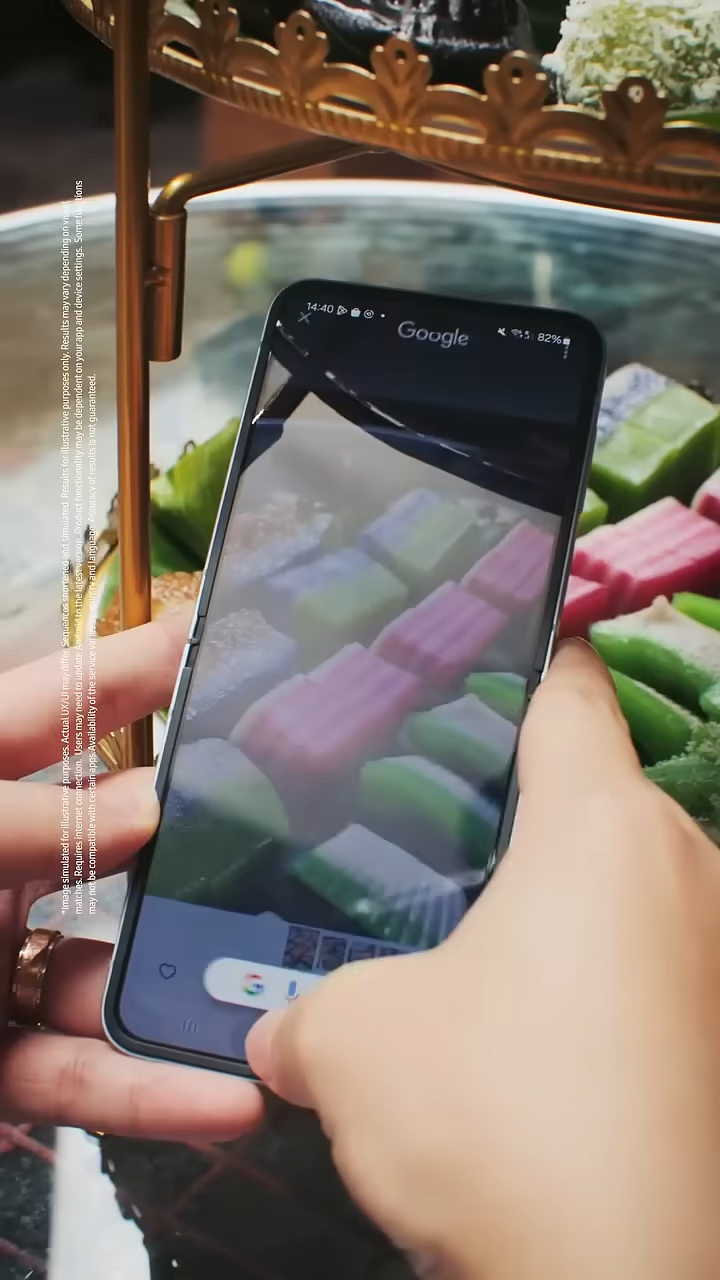 *Image simulated for illustrative purposes. Actual UX/UI may differ. Sequences shortened and simulated. Results for illustrative purposes only. Results may vary depending on visual
matches. Requires internet connection. Users may need to update Android to the latest version. Product functionality may be dependent on your app and device settings. Some functions
may not be compatible with certain apps. Availability of the service varies by country and language. Accuracy of results is not guaranteed.
14:40
82%
Google
G